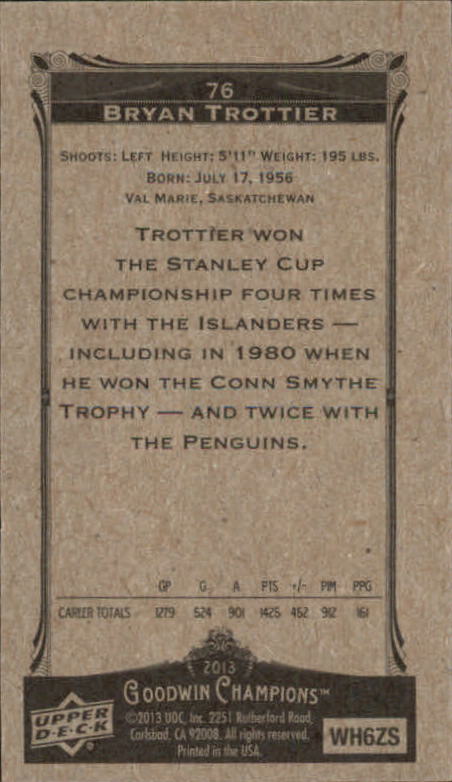 76
BRYAN TROTTIER
SHOOTS: LEFT HEIGHT: 5'11" WEIGHT: 195 LBS.
BORN: JULY 17, 1956
VAL MARIE, SASKATCHEWAN
TROTTIER WON
THE STANLEY CUP
CHAMPIONSHIP FOUR TIMES
WITH THE ISLANDERS —
INCLUDING IN 1980 WHEN
HE WON THE CONN SMYTHE
TROPHY — AND TWICE WITH
THE PENGUINS.
GP G A PTS +/- PIM PPG
CAREER TOTALS 1279 524 901 1425 452 912 161
2013
GOODWIN CHAMPIONS™
UPPER
D·E·C·K
©2013 UDC, Inc. 2251 Rutherford Road,
Carlsbad, CA 92008. All rights reserved.
Printed in the USA.
WH6ZS